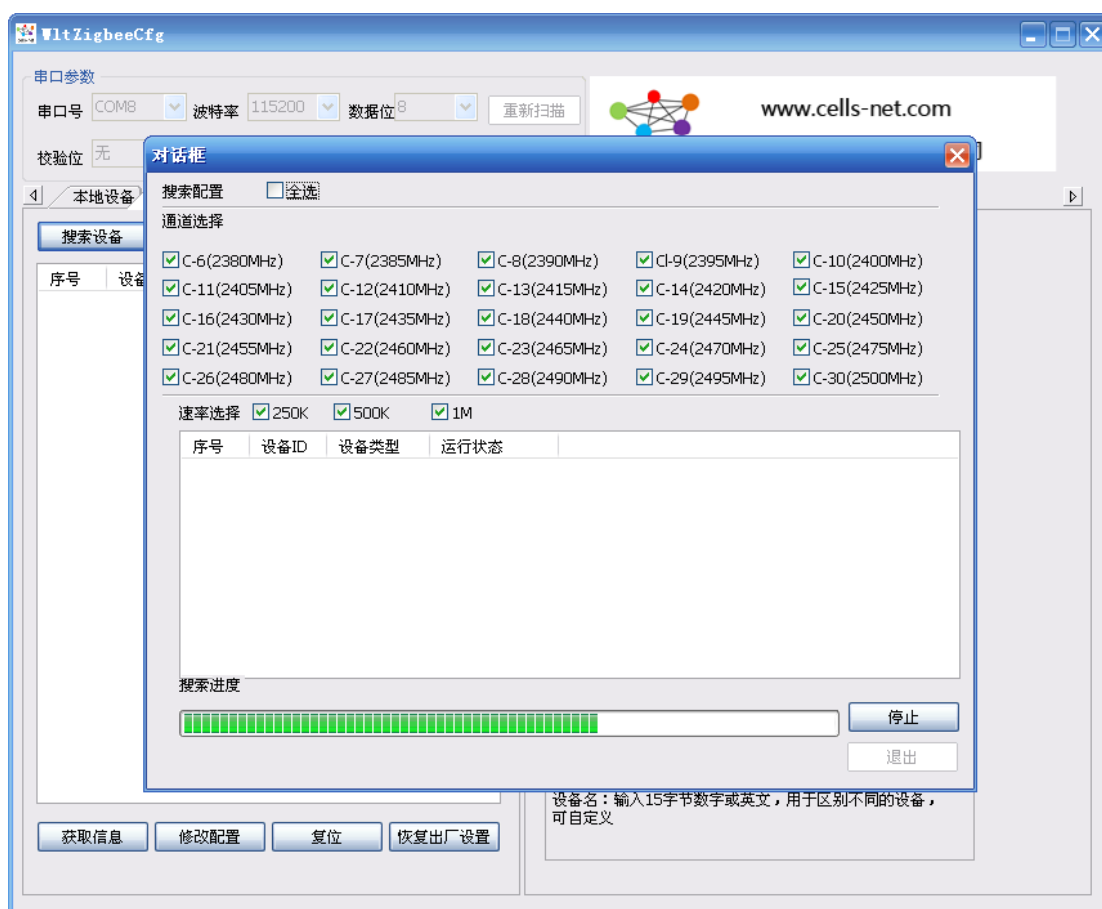 WltZigbeeCfg
串口参数
串口号 COM8 波特率 115200 数据位 8 重新扫描
www.cells-net.com
校验位 无
对话框
本地设备
搜索配置 全选
通道选择
搜索设备
序号 设备
C-6(2380MHz) C-7(2385MHz) C-8(2390MHz) Cl-9(2395MHz) C-10(2400MHz)
C-11(2405MHz) C-12(2410MHz) C-13(2415MHz) C-14(2420MHz) C-15(2425MHz)
C-16(2430MHz) C-17(2435MHz) C-18(2440MHz) C-19(2445MHz) C-20(2450MHz)
C-21(2455MHz) C-22(2460MHz) C-23(2465MHz) C-24(2470MHz) C-25(2475MHz)
C-26(2480MHz) C-27(2485MHz) C-28(2490MHz) C-29(2495MHz) C-30(2500MHz)
速率选择 250K 500K 1M
序号 设备ID 设备类型 运行状态
搜索进度
停止
退出
设备名：输入15字节数字或英文，用于区别不同的设备，
可自定义
获取信息 修改配置 复位 恢复出厂设置